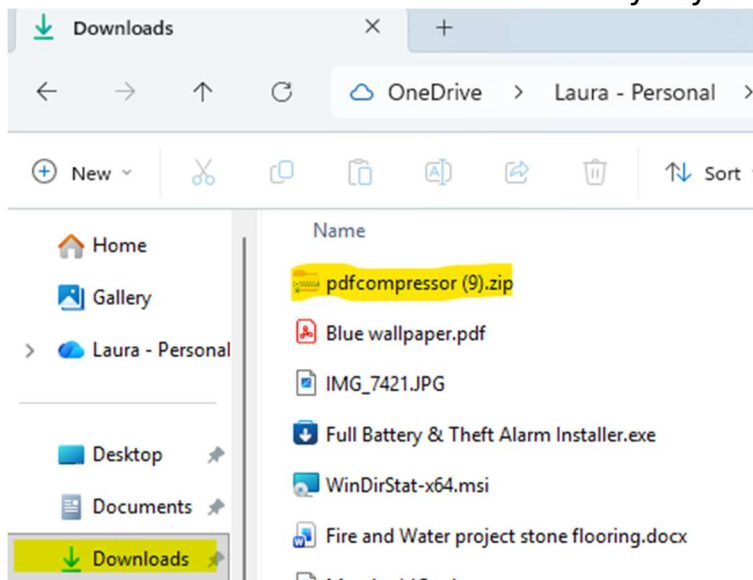 Downloads
OneDrive > Laura - Personal >
New
Sort
Home
Gallery
Laura - Personal
Desktop
Documents
Downloads
Name
pdfcompressor (9).zip
Blue wallpaper.pdf
IMG_7421.JPG
Full Battery & Theft Alarm Installer.exe
WinDirStat-x64.msi
Fire and Water project stone flooring.docx